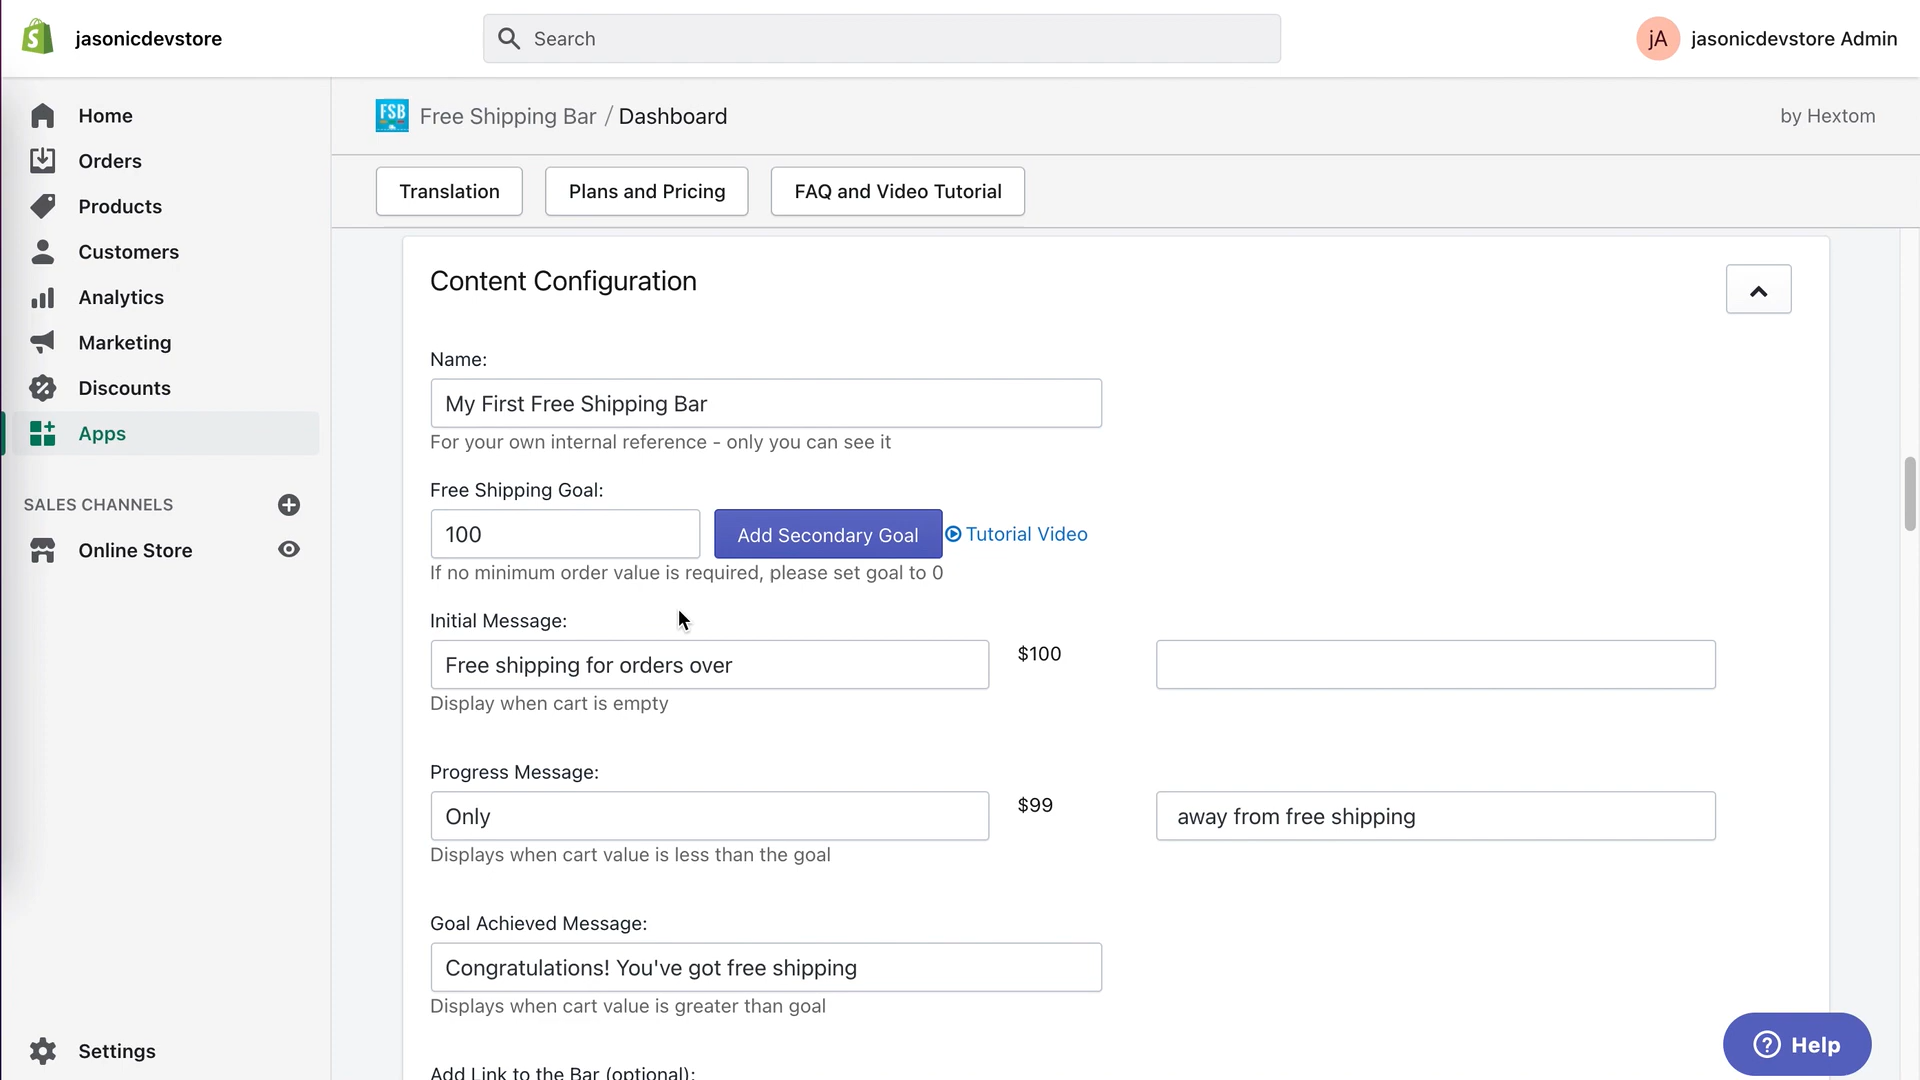 jasonicdevstore
Search
jA jasonicdevstore Admin
Home
Orders
Products
Customers
Analytics
Marketing
Discounts
Apps
SALES CHANNELS
Online Store
Settings
FSB Free Shipping Bar / Dashboard
by Hextom
Translation
Plans and Pricing
FAQ and Video Tutorial
Content Configuration
Name:
My First Free Shipping Bar
For your own internal reference - only you can see it
Free Shipping Goal:
100 Add Secondary Goal Tutorial Video
If no minimum order value is required, please set goal to 0
Initial Message:
Free shipping for orders over $100
Display when cart is empty
Progress Message:
Only $99 away from free shipping
Displays when cart value is less than the goal
Goal Achieved Message:
Congratulations! You've got free shipping
Displays when cart value is greater than goal
Add Link to the Bar (optional):
Help